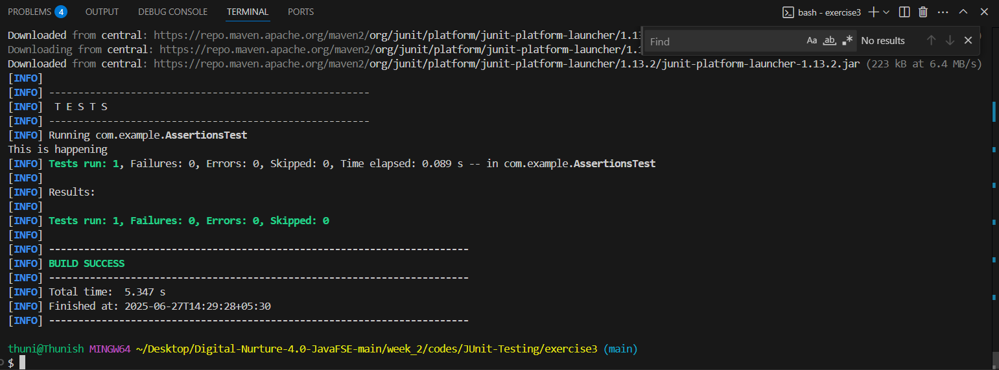 PROBLEMS 4 OUTPUT DEBUG CONSOLE TERMINAL PORTS bash - exercise3
Downloaded from central: https://repo.maven.apache.org/maven2/org/junit/platform/junit-platform-launcher/1.13
Find Aa ab No results
Downloading from central: https://repo.maven.apache.org/maven2/org/junit/platform/junit-platform-launcher/1.1
Downloaded from central: https://repo.maven.apache.org/maven2/org/junit/platform/junit-platform-launcher/1.13.2/junit-platform-launcher-1.13.2.jar (223 kB at 6.4 MB/s)
[INFO]
[INFO] -------------------------------------------------------
[INFO]  T E S T S
[INFO] -------------------------------------------------------
[INFO] Running com.example.AssertionsTest
This is happening
[INFO] Tests run: 1, Failures: 0, Errors: 0, Skipped: 0, Time elapsed: 0.089 s -- in com.example.AssertionsTest
[INFO]
[INFO] Results:
[INFO]
[INFO] Tests run: 1, Failures: 0, Errors: 0, Skipped: 0
[INFO]
[INFO] ------------------------------------------------------------------------
[INFO] BUILD SUCCESS
[INFO] ------------------------------------------------------------------------
[INFO] Total time:  5.347 s
[INFO] Finished at: 2025-06-27T14:29:28+05:30
[INFO] ------------------------------------------------------------------------
thuni@Thunish MINGW64 ~/Desktop/Digital-Nurture-4.0-JavaFSE-main/week_2/codes/JUnit-Testing/exercise3 (main)
$